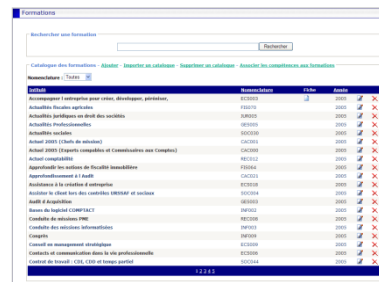 Formations
Rechercher une formation
Rechercher
Catalogue des formations - Ajouter - Importer un catalogue - Supprimer un catalogue - Associer les compétences aux formations
Nomenclature : Toutes
Intitulé Nomenclature Fiche Année
Accompagner l entreprise pour créer, développer, pérénniser, ECS003 2005
Actualités fiscales agricoles 2005
Actualités juridiques en droit des sociétés JUR005 2005
Actualités Professionnelles GES005 2005
Actualités sociales SOC030 2005
Actuel 2005 (Chefs de mission) CAC001 2005
Actuel 2005 (Experts comptables et Commissaires aux Comptes) CAC000 2005
Actuel comptabilité REC012 2005
Approfondir les notions de fiscalité immobilière FIS064 2005
Approfondissement à l Audit CAC021 2005
Assistance à la création d entreprise ECS018 2005
Assister le client lors des contrôles URSSAF et sociaux SOC004 2005
Audit d Acquisition GES003 2005
Bases du logiciel COMPTACT INF002 2005
Conduite de missions PME REC008 2005
Conduite des missions informatisées INF003 2005
Congrès INF009 2005
Conseil en management stratégique ECS009 2005
Contacts et communication dans la vie professionnelle ECS006 2005
Contrat de travail : CDI, CDD et temps partiel SOC044 2005
1 2 3 4 5